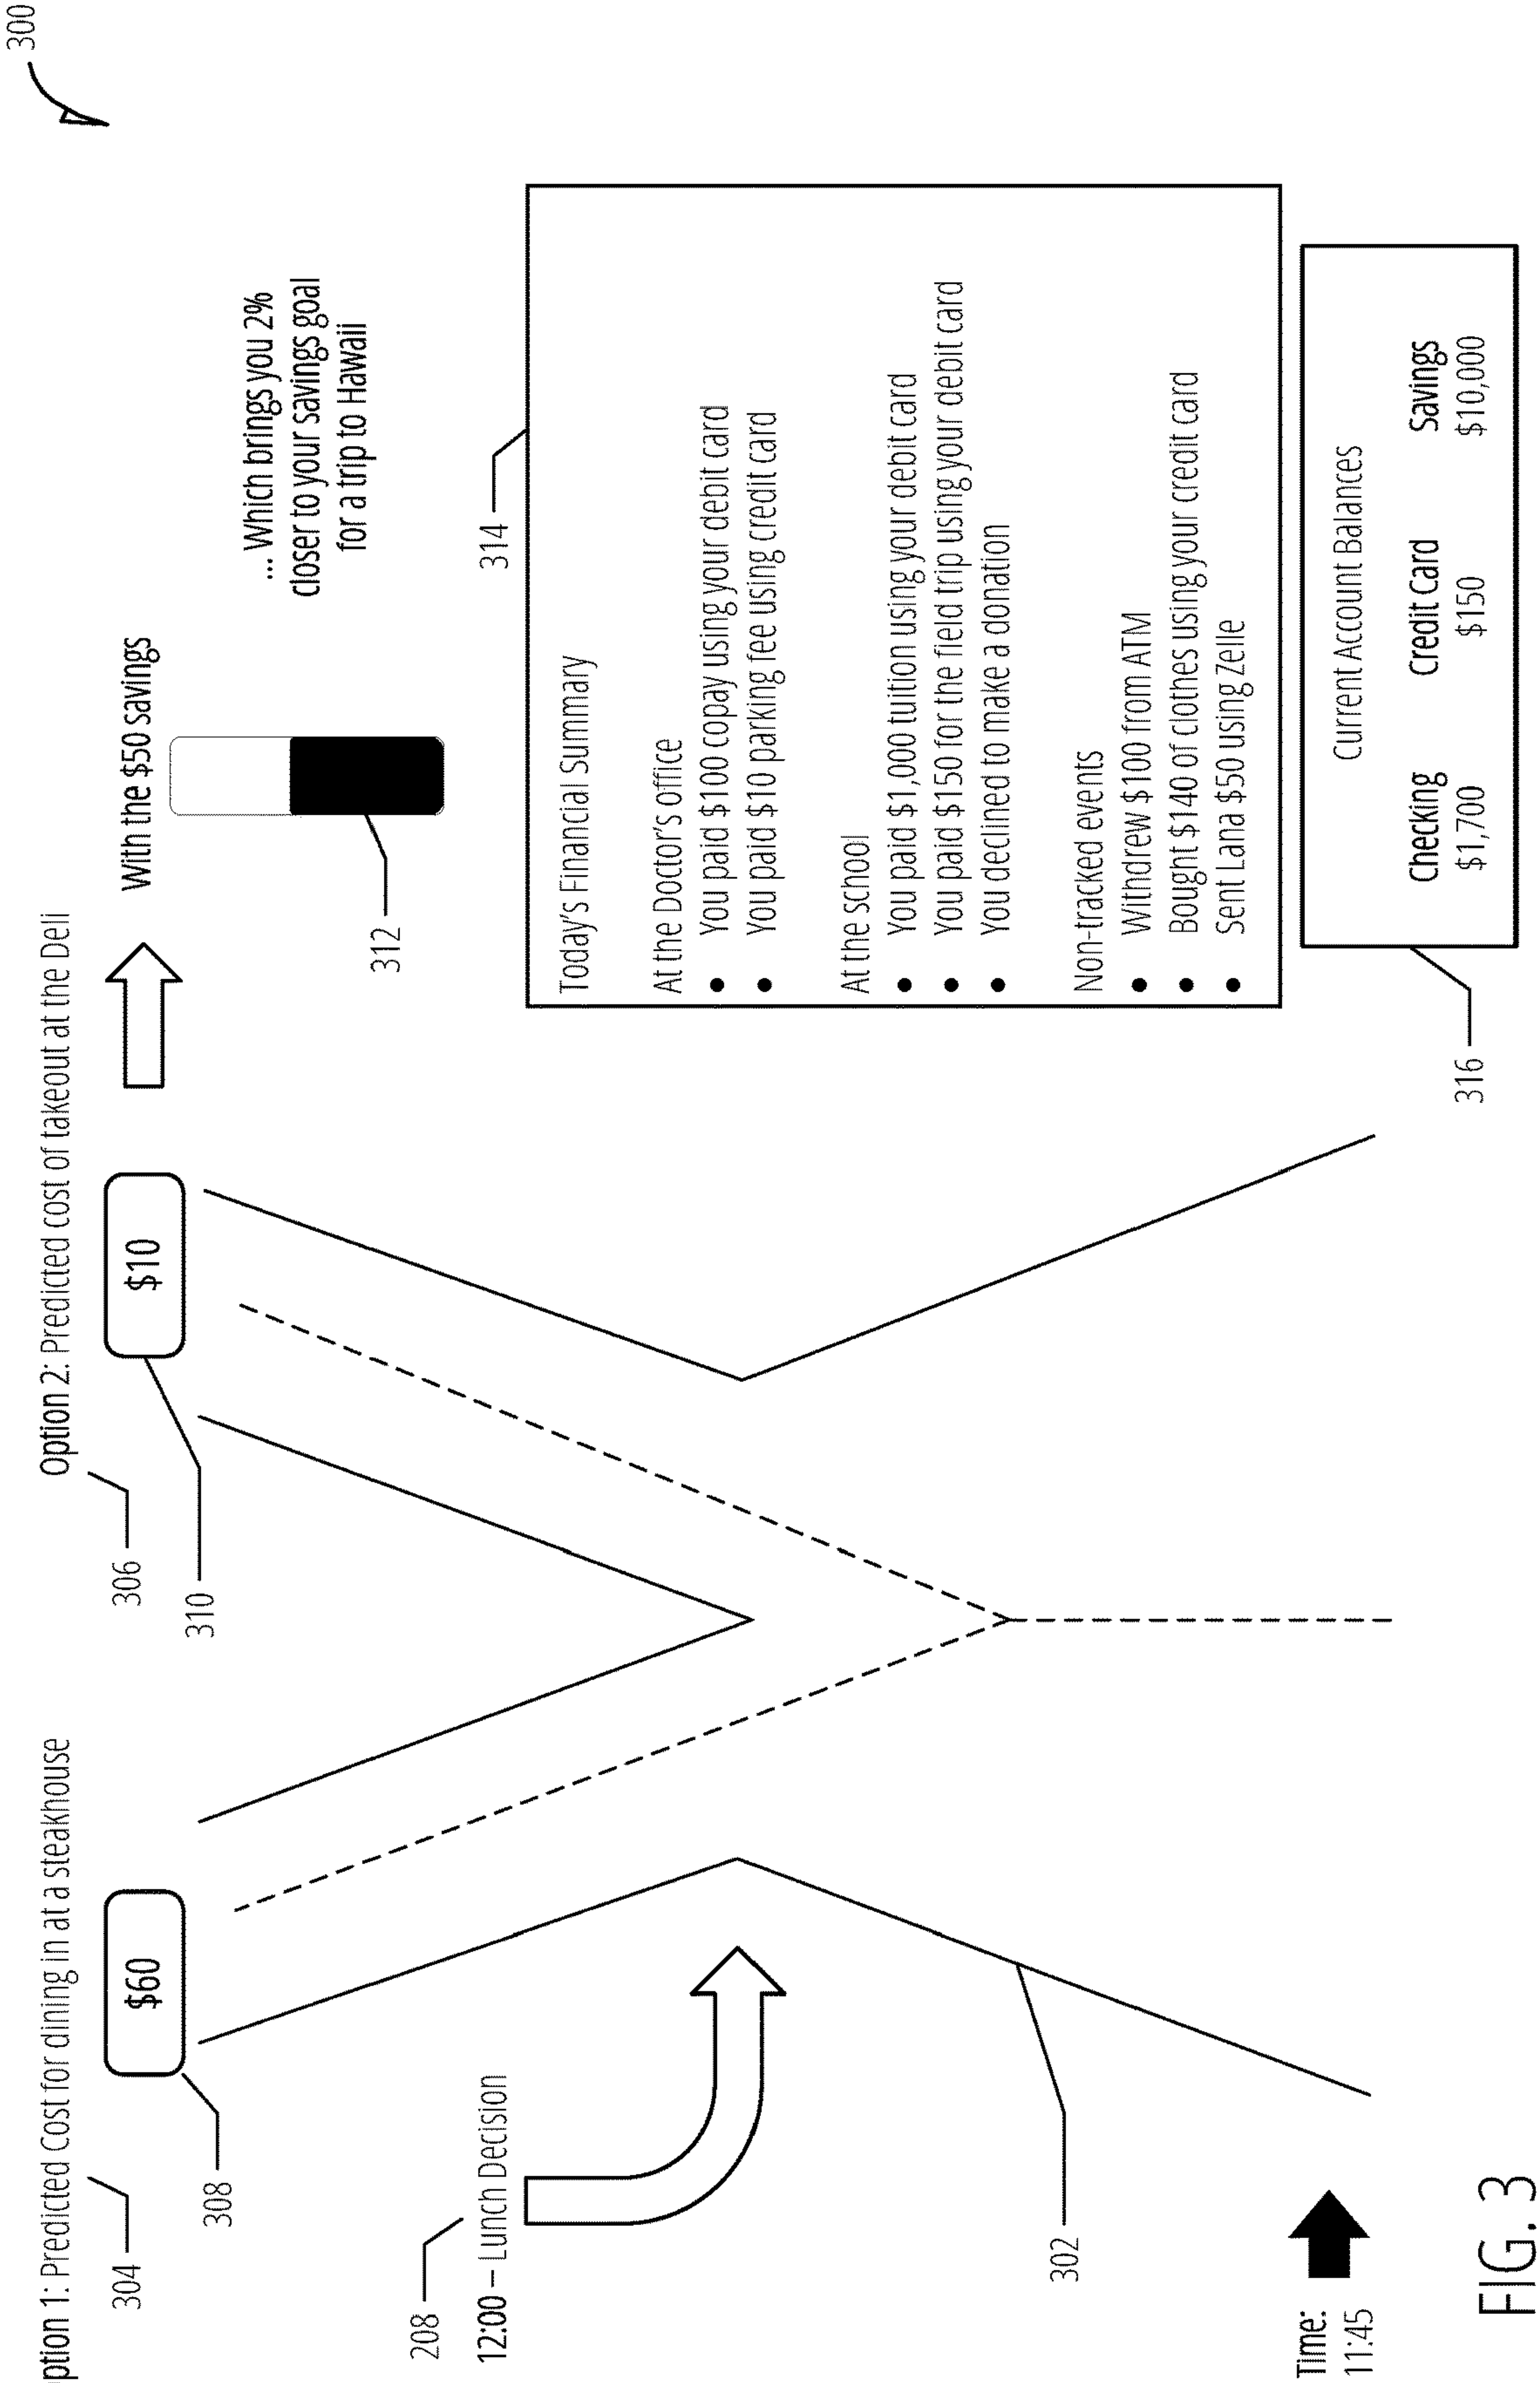 300
ption 1: Predicted Cost for dining in at a steakhouse
304
$60
308
Option 2: Predicted cost of takeout at the Deli
306
$10
310
With the $50 savings
312
... Which brings you 2%
closer to your savings goal
for a trip to Hawaii
208
12:00 – Lunch Decision
302
Time:
11:45
314
Today's Financial Summary
At the Doctor's office
• You paid $100 copay using your debit card
• You paid $10 parking fee using credit card
At the school
• You paid $1,000 tuition using your debit card
• You paid $150 for the field trip using your debit card
• You declined to make a donation
Non-tracked events
• Withdrew $100 from ATM
• Bought $140 of clothes using your credit card
• Sent Lana $50 using Zelle
316
Current Account Balances
Checking Credit Card Savings
$1,700 $150 $10,000
FIG. 3